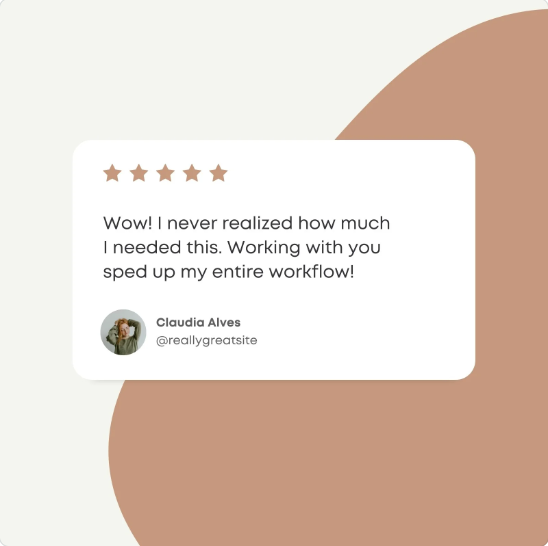 Wow! I never realized how much
I needed this. Working with you
sped up my entire workflow!
Claudia Alves
@reallygreatsite